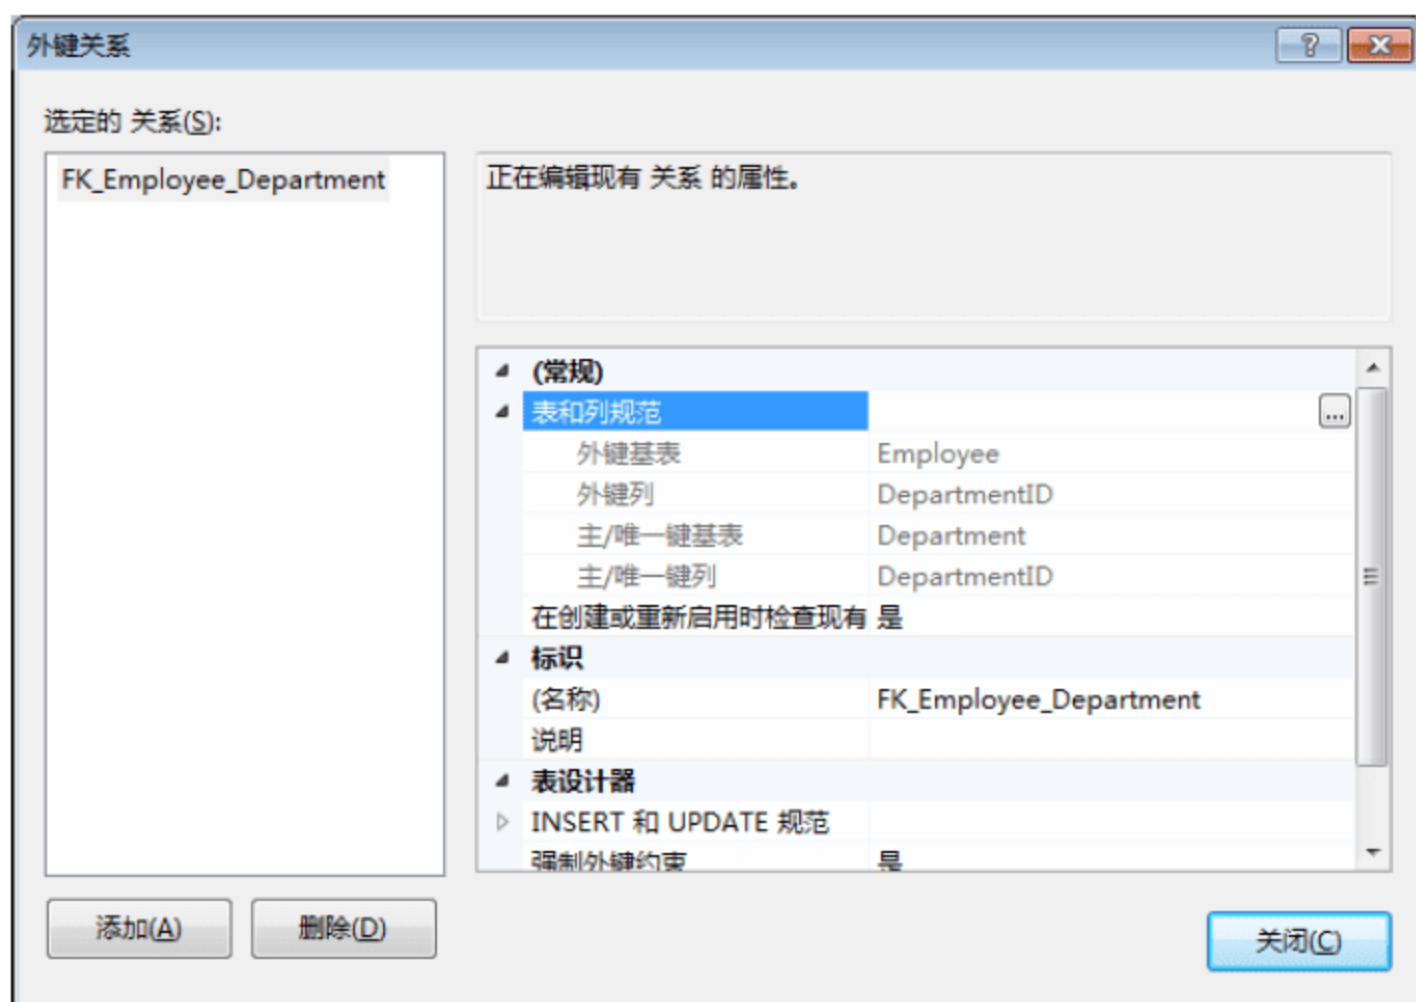 外键关系
选定的 关系(S):
FK_Employee_Department
正在编辑现有 关系 的属性。
(常规)
表和列规范 ...
外键基表 Employee
外键列 DepartmentID
主/唯一键基表 Department
主/唯一键列 DepartmentID
在创建或重新启用时检查现有 是
标识
(名称) FK_Employee_Department
说明
表设计器
INSERT 和 UPDATE 规范
强制外键约束 是
添加(A) 删除(D)
关闭(C)